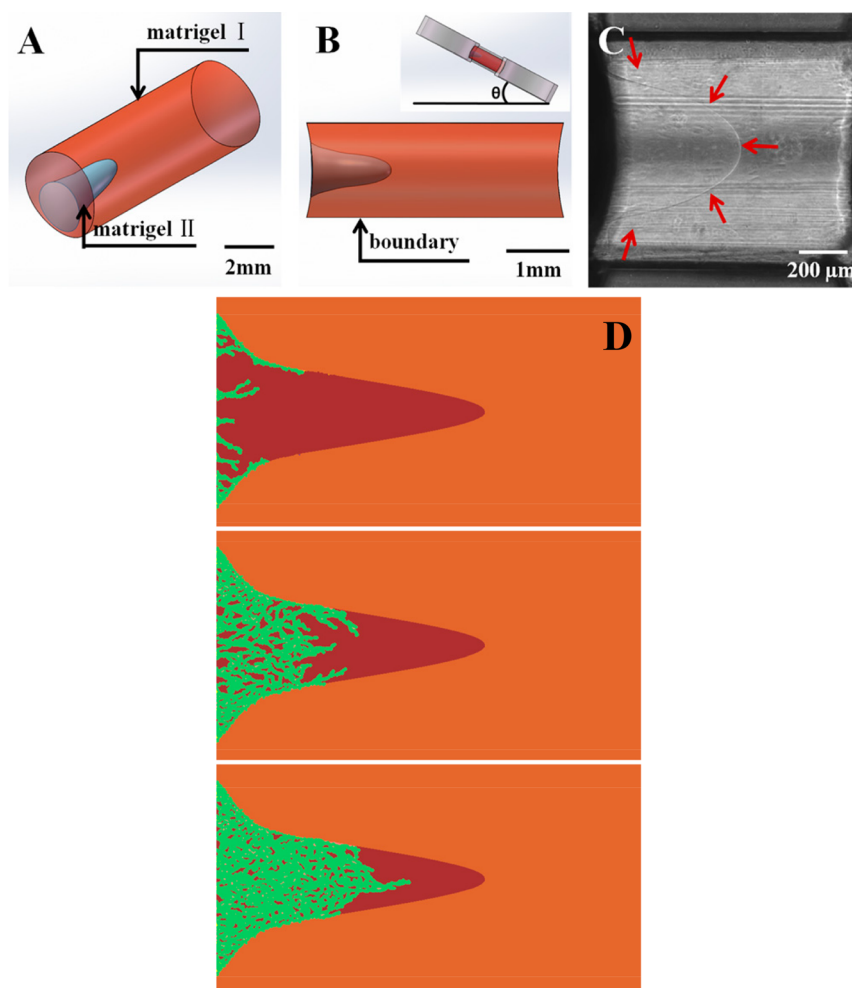 A
matrigel I
matrigel II
2mm
B
θ
boundary
1mm
C
200 μm
D